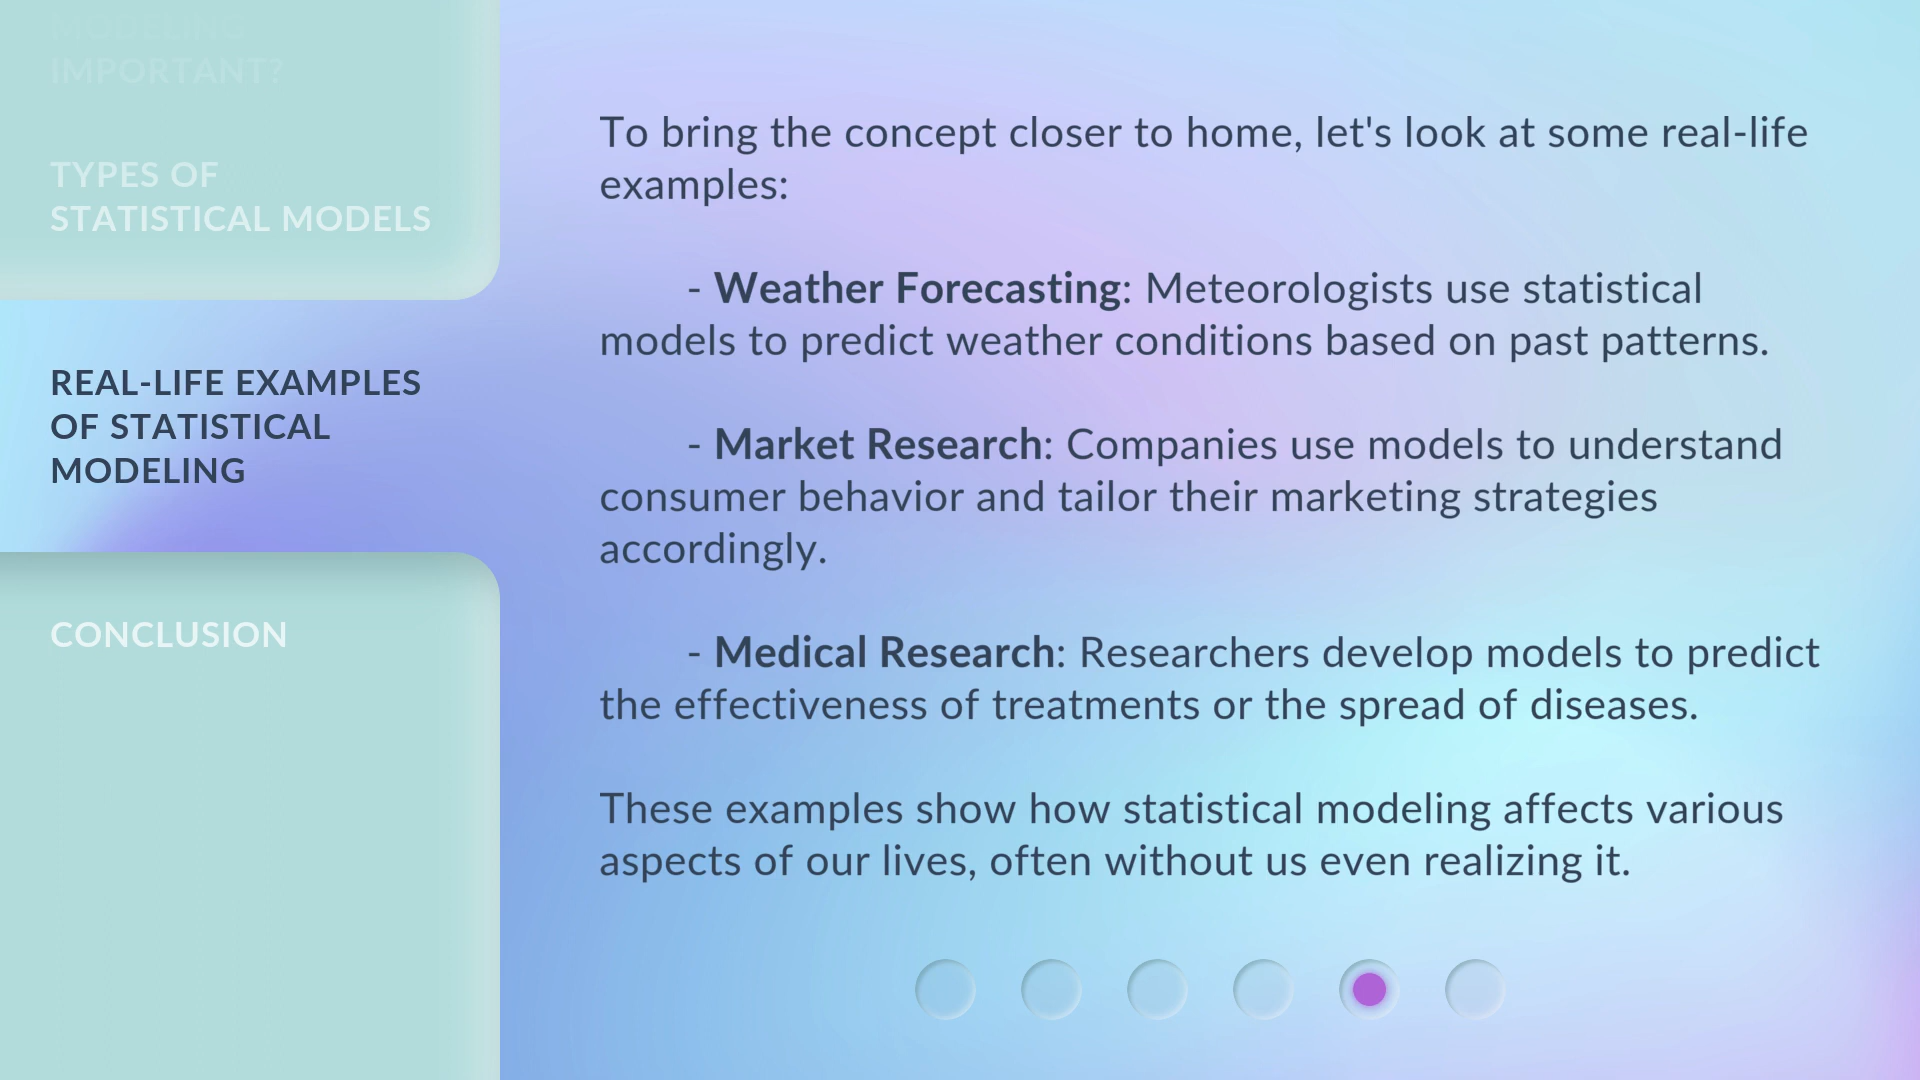 MODELING
IMPORTANT?
TYPES OF
STATISTICAL MODELS
REAL-LIFE EXAMPLES
OF STATISTICAL
MODELING
CONCLUSION
To bring the concept closer to home, let's look at some real-life
examples:
- Weather Forecasting: Meteorologists use statistical
models to predict weather conditions based on past patterns.
- Market Research: Companies use models to understand
consumer behavior and tailor their marketing strategies
accordingly.
- Medical Research: Researchers develop models to predict
the effectiveness of treatments or the spread of diseases.
These examples show how statistical modeling affects various
aspects of our lives, often without us even realizing it.